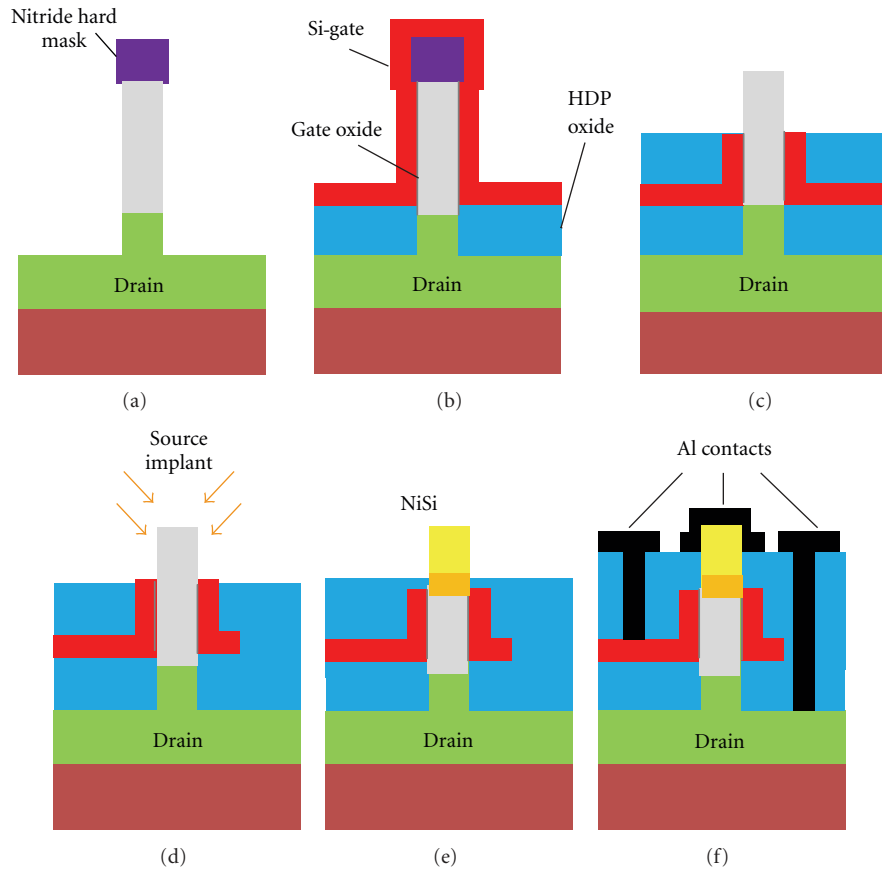 Nitride hard
mask
Drain
(a)
Si-gate
Gate oxide
HDP
oxide
Drain
(b)
Drain
(c)
Source
implant
Drain
(d)
NiSi
Drain
(e)
Al contacts
Drain
(f)